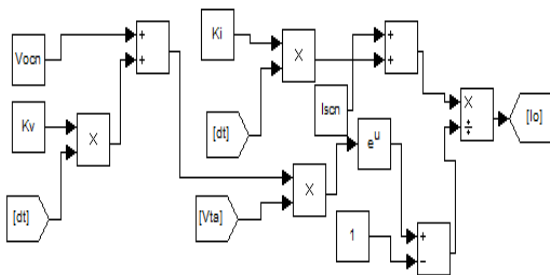 Vocn
+
+
Ki
X
+
+
Kv
X
[dt]
Iscn
X
÷
[Io]
[dt]
[Vta]
X
e^u
1
+
−